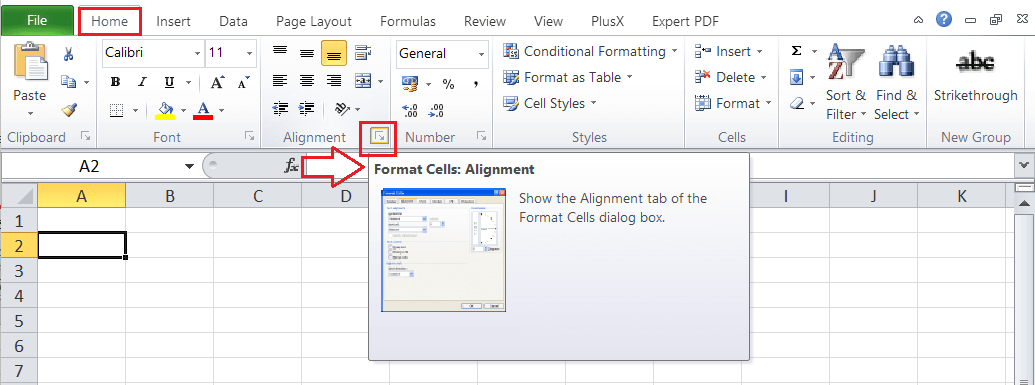 File Home Insert Data Page Layout Formulas Review View PlusX Expert PDF
Paste
Calibri 11
B I U A A
A
General
%
.00 .00
Conditional Formatting
Format as Table
Cell Styles
Insert
Delete
Format
Σ
A
Z
Sort & Filter
Find & Select
abc
Strikethrough
Clipboard Font Alignment Number Styles Cells Editing New Group
A2 fx
Format Cells: Alignment
Show the Alignment tab of the
Format Cells dialog box.
A B C D I J K
1
2
3
4
5
6
7